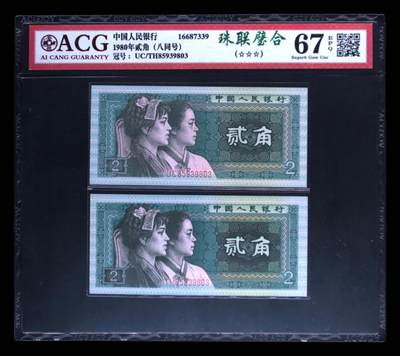 ACG
AI CANG GUARANTY
中国人民银行 16687339
1980年贰角（八同号）
冠号：UC/TH85939803
珠联璧合
(☆☆☆)
67 EPQ
Superb Gem Unc
中国人民银行
贰角
2 2
UC85939803
中国人民银行
贰角
2 2